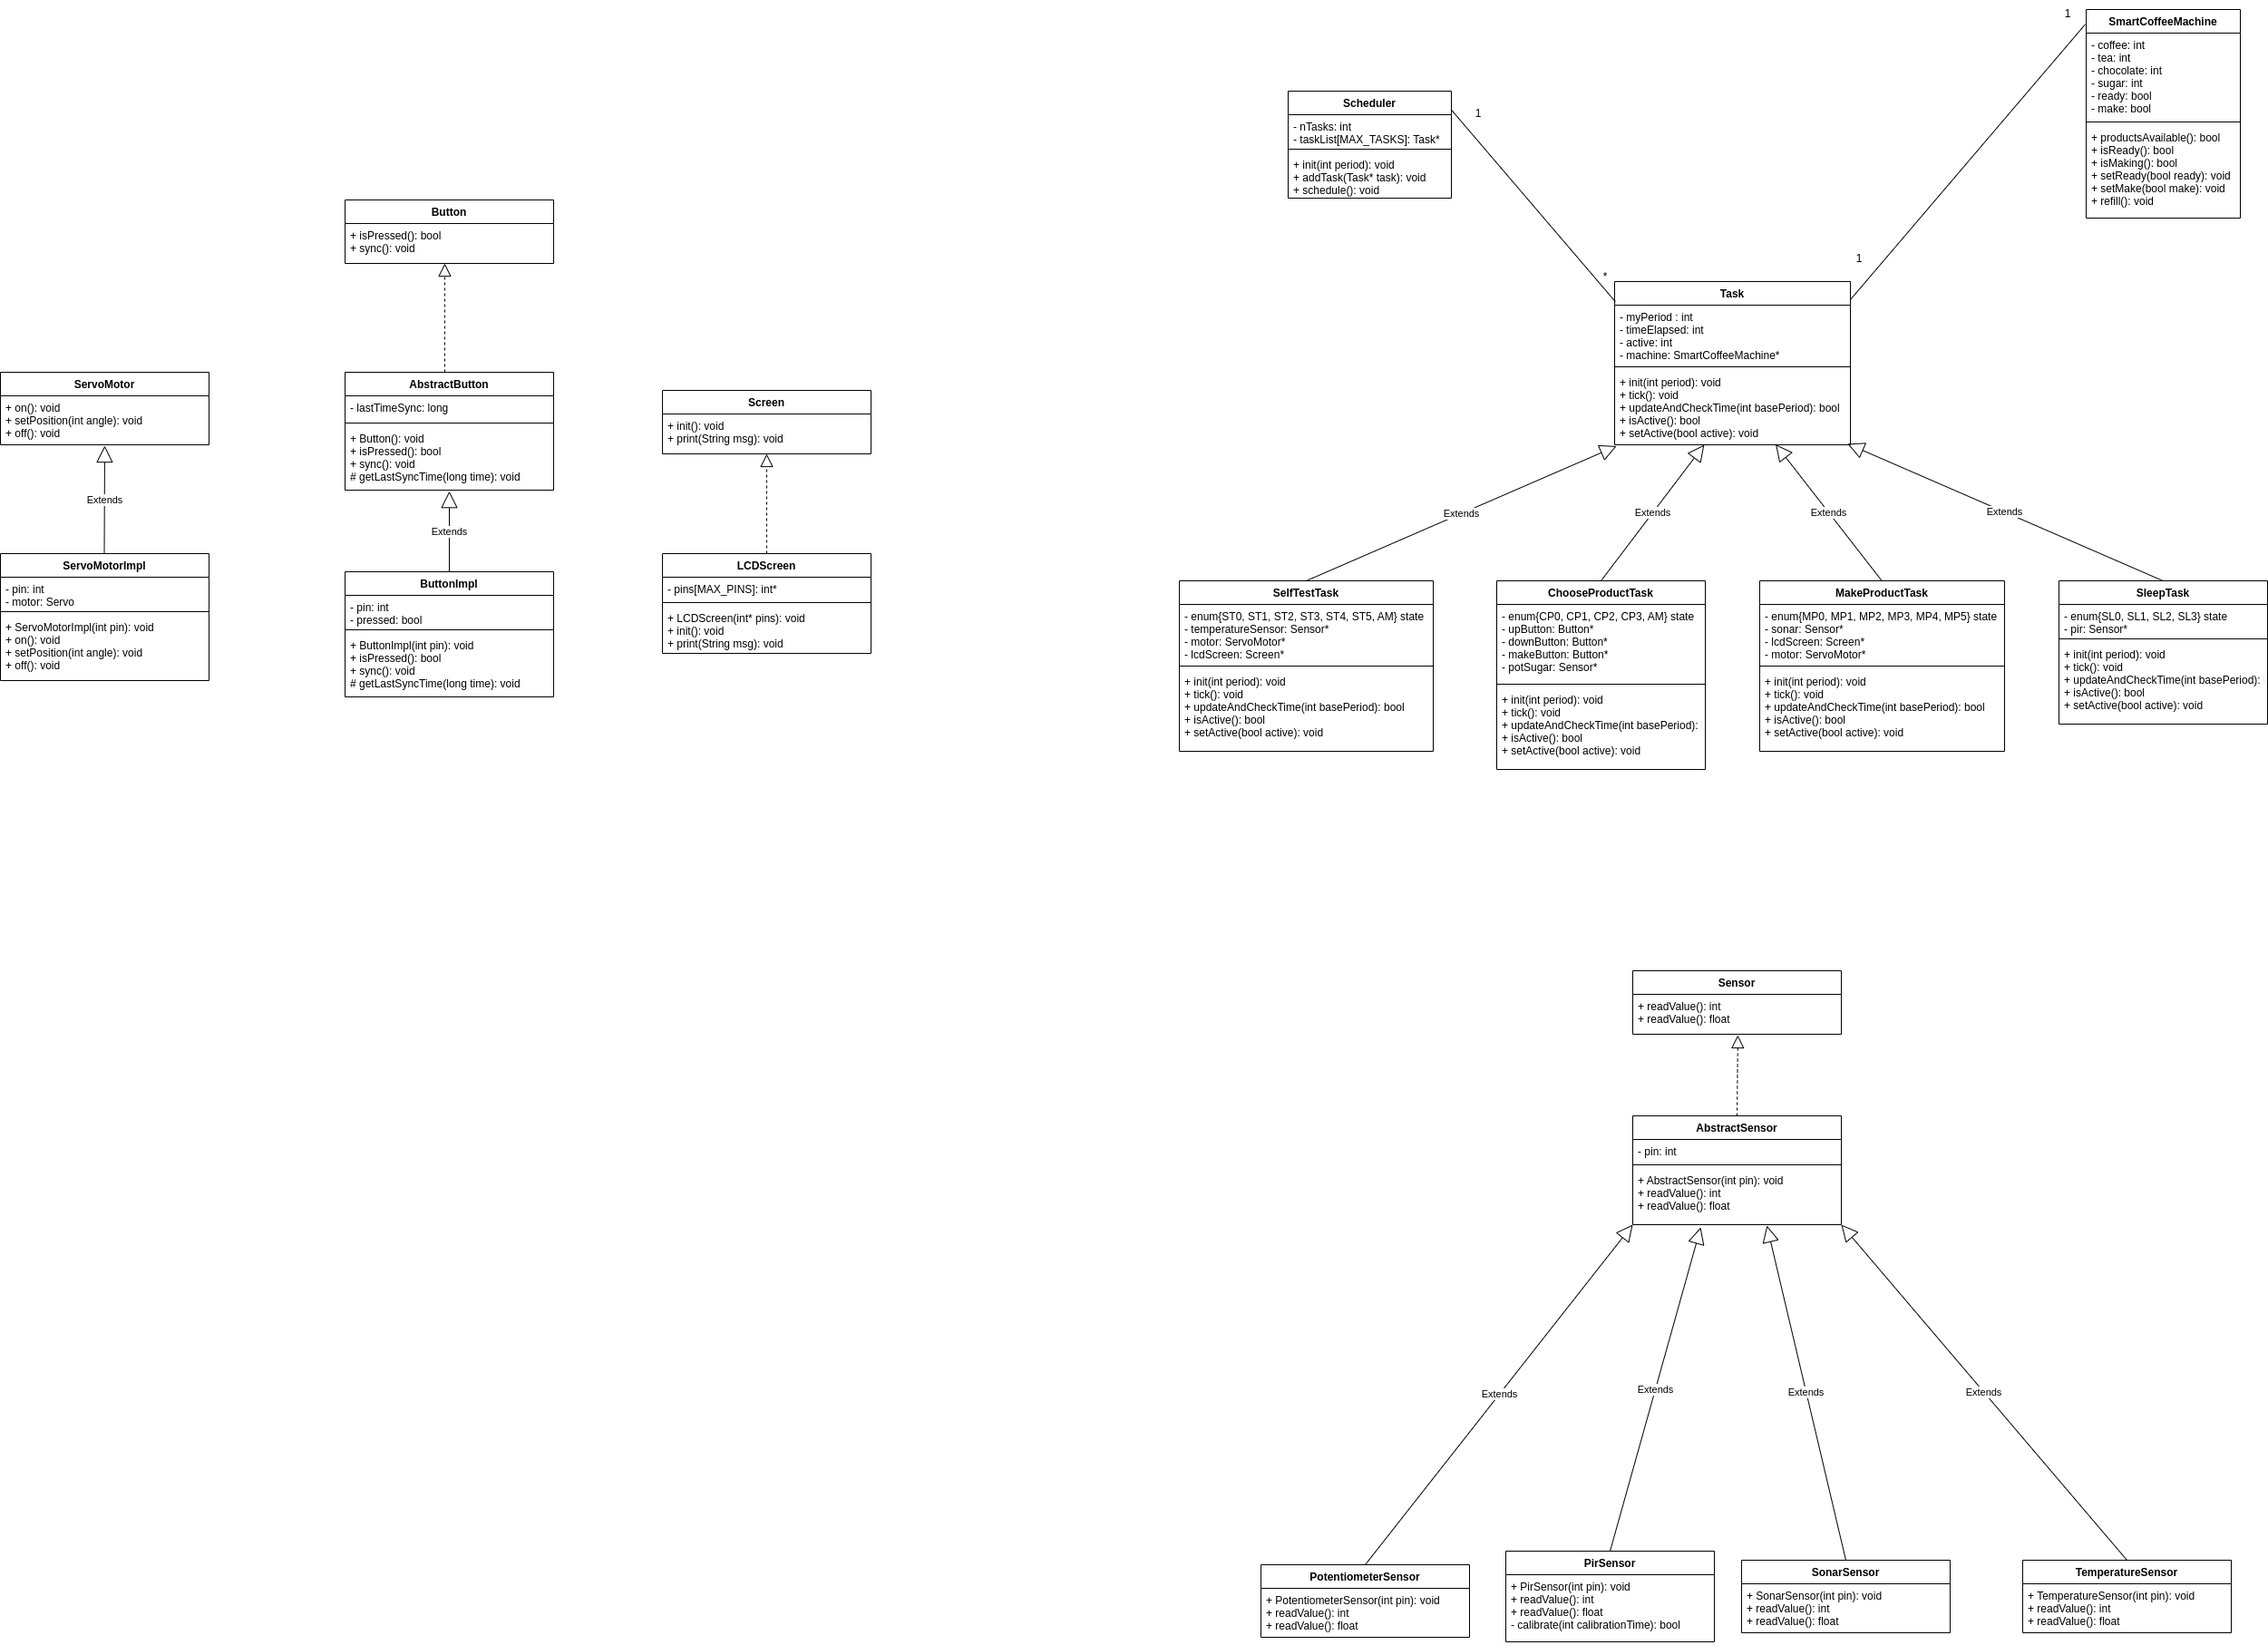 1
SmartCoffeeMachine
- coffee: int
- tea: int
- chocolate: int
- sugar: int
- ready: bool
- make: bool
+ productsAvailable(): bool
+ isReady(): bool
+ isMaking(): bool
+ setReady(bool ready): void
+ setMake(bool make): void
+ refill(): void
Scheduler
- nTasks: int
- taskList[MAX_TASKS]: Task*
+ init(int period): void
+ addTask(Task* task): void
+ schedule(): void
1
*
1
Button
+ isPressed(): bool
+ sync(): void
Task
- myPeriod : int
- timeElapsed: int
- active: int
- machine: SmartCoffeeMachine*
+ init(int period): void
+ tick(): void
+ updateAndCheckTime(int basePeriod): bool
+ isActive(): bool
+ setActive(bool active): void
ServoMotor
+ on(): void
+ setPosition(int angle): void
+ off(): void
AbstractButton
- lastTimeSync: long
+ Button(): void
+ isPressed(): bool
+ sync(): void
# getLastSyncTime(long time): void
Screen
+ init(): void
+ print(String msg): void
Extends
Extends
Extends
Extends
Extends
Extends
ServoMotorImpl
- pin: int
- motor: Servo
+ ServoMotorImpl(int pin): void
+ on(): void
+ setPosition(int angle): void
+ off(): void
ButtonImpl
- pin: int
- pressed: bool
+ ButtonImpl(int pin): void
+ isPressed(): bool
+ sync(): void
# getLastSyncTime(long time): void
LCDScreen
- pins[MAX_PINS]: int*
+ LCDScreen(int* pins): void
+ init(): void
+ print(String msg): void
SelfTestTask
- enum{ST0, ST1, ST2, ST3, ST4, ST5, AM} state
- temperatureSensor: Sensor*
- motor: ServoMotor*
- lcdScreen: Screen*
+ init(int period): void
+ tick(): void
+ updateAndCheckTime(int basePeriod): bool
+ isActive(): bool
+ setActive(bool active): void
ChooseProductTask
- enum{CP0, CP1, CP2, CP3, AM} state
- upButton: Button*
- downButton: Button*
- makeButton: Button*
- potSugar: Sensor*
+ init(int period): void
+ tick(): void
+ updateAndCheckTime(int basePeriod):
+ isActive(): bool
+ setActive(bool active): void
MakeProductTask
- enum{MP0, MP1, MP2, MP3, MP4, MP5} state
- sonar: Sensor*
- lcdScreen: Screen*
- motor: ServoMotor*
+ init(int period): void
+ tick(): void
+ updateAndCheckTime(int basePeriod): bool
+ isActive(): bool
+ setActive(bool active): void
SleepTask
- enum{SL0, SL1, SL2, SL3} state
- pir: Sensor*
+ init(int period): void
+ tick(): void
+ updateAndCheckTime(int basePeriod):
+ isActive(): bool
+ setActive(bool active): void
Sensor
+ readValue(): int
+ readValue(): float
AbstractSensor
- pin: int
+ AbstractSensor(int pin): void
+ readValue(): int
+ readValue(): float
Extends
Extends
Extends
Extends
PotentiometerSensor
+ PotentiometerSensor(int pin): void
+ readValue(): int
+ readValue(): float
PirSensor
+ PirSensor(int pin): void
+ readValue(): int
+ readValue(): float
- calibrate(int calibrationTime): bool
SonarSensor
+ SonarSensor(int pin): void
+ readValue(): int
+ readValue(): float
TemperatureSensor
+ TemperatureSensor(int pin): void
+ readValue(): int
+ readValue(): float